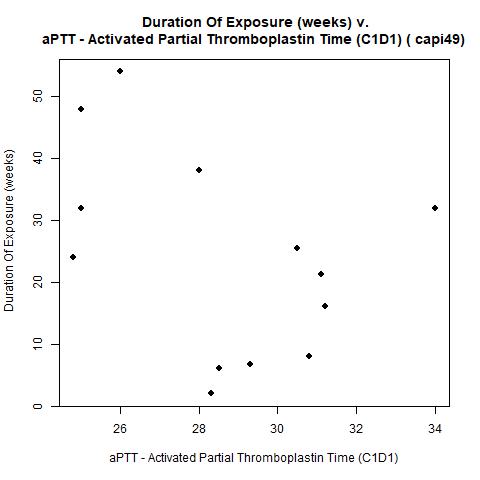 Duration Of Exposure (weeks) v.
aPTT - Activated Partial Thromboplastin Time (C1D1) ( capi49)
Duration Of Exposure (weeks)
50
40
30
20
10
0
26 28 30 32 34
aPTT - Activated Partial Thromboplastin Time (C1D1)